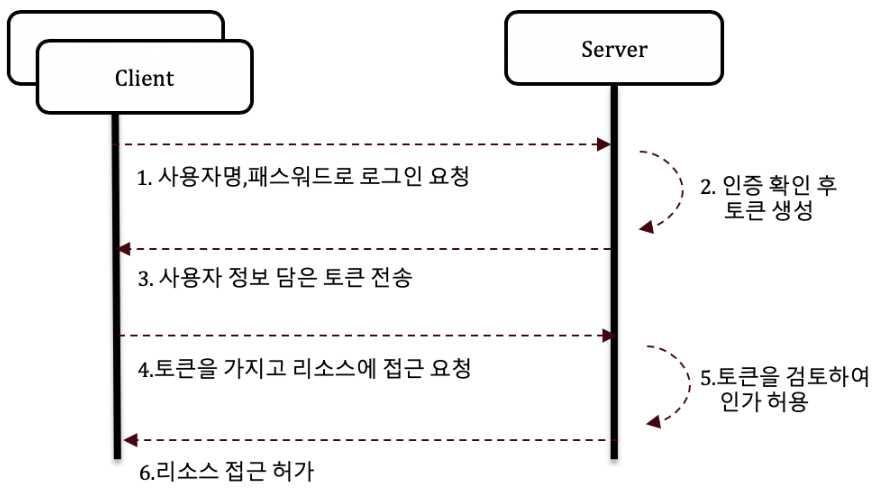 Client
Server
1. 사용자명,패스워드로 로그인 요청
2. 인증 확인 후
토큰 생성
3. 사용자 정보 담은 토큰 전송
4.토큰을 가지고 리소스에 접근 요청
5.토큰을 검토하여
인가 허용
6.리소스 접근 허가